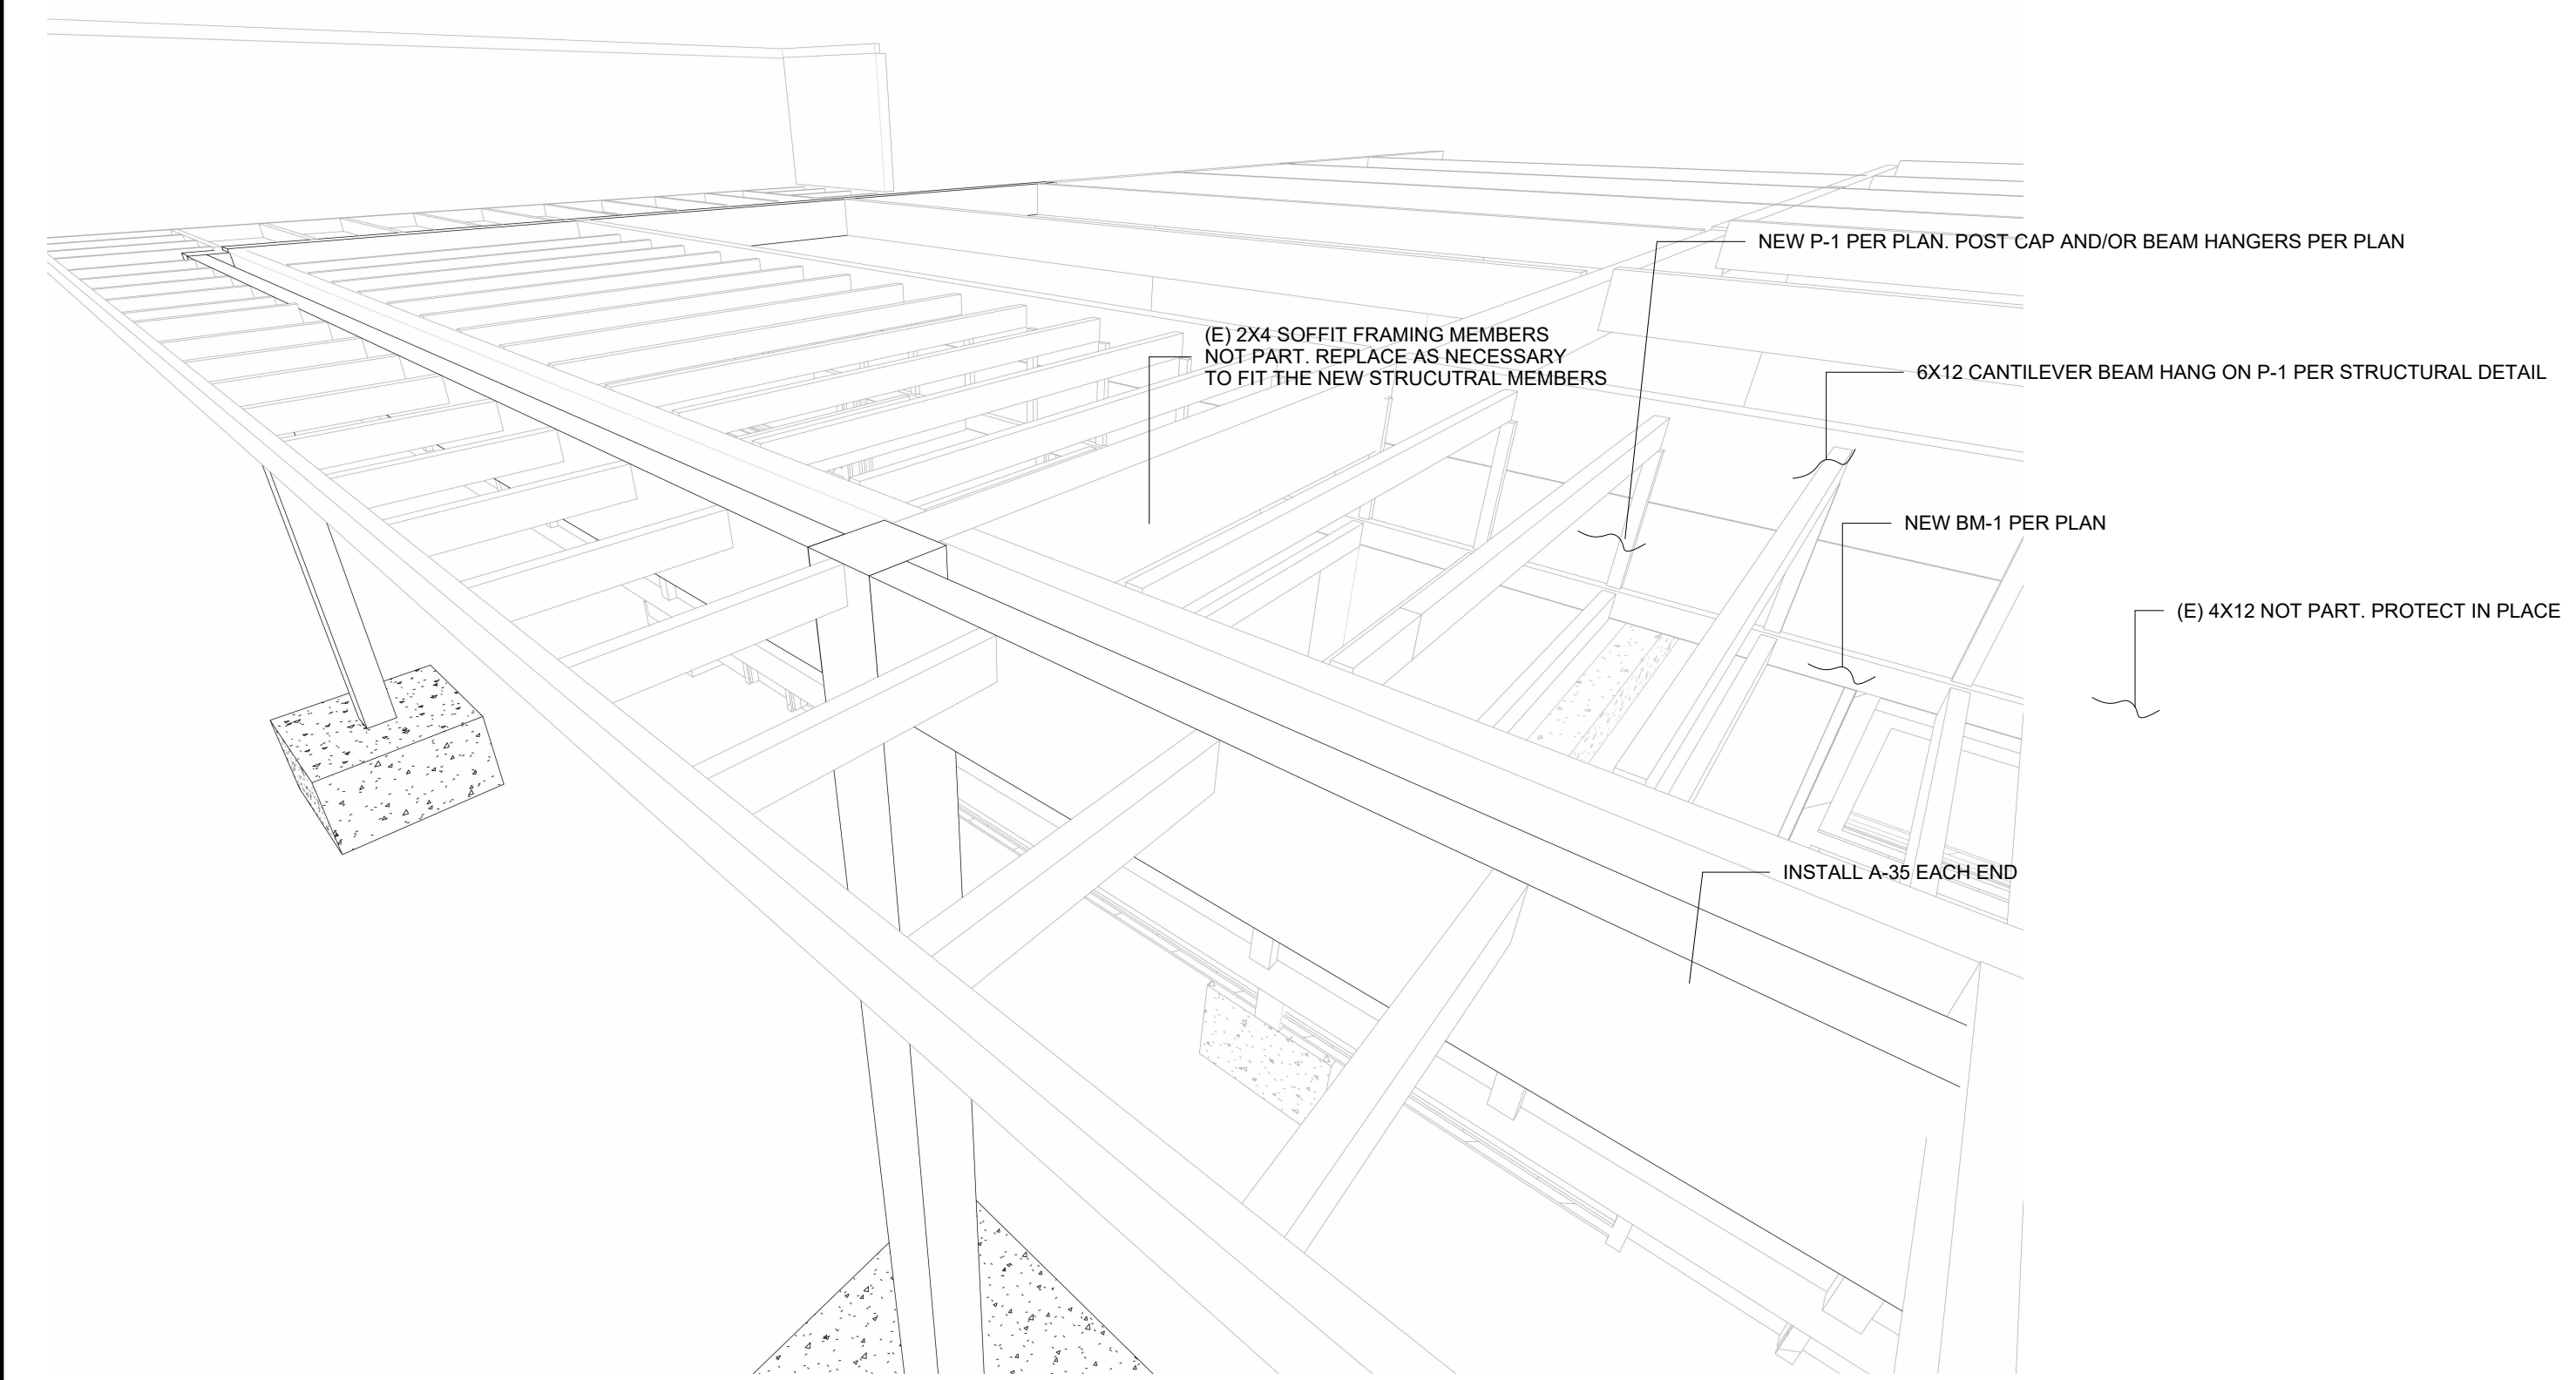 NEW P-1 PER PLAN. POST CAP AND/OR BEAM HANGERS PER PLAN
(E) 2X4 SOFFIT FRAMING MEMBERS
NOT PART. REPLACE AS NECESSARY
TO FIT THE NEW STRUCUTRAL MEMBERS
6X12 CANTILEVER BEAM HANG ON P-1 PER STRUCTURAL DETAIL
NEW BM-1 PER PLAN
(E) 4X12 NOT PART. PROTECT IN PLACE
INSTALL A-35 EACH END